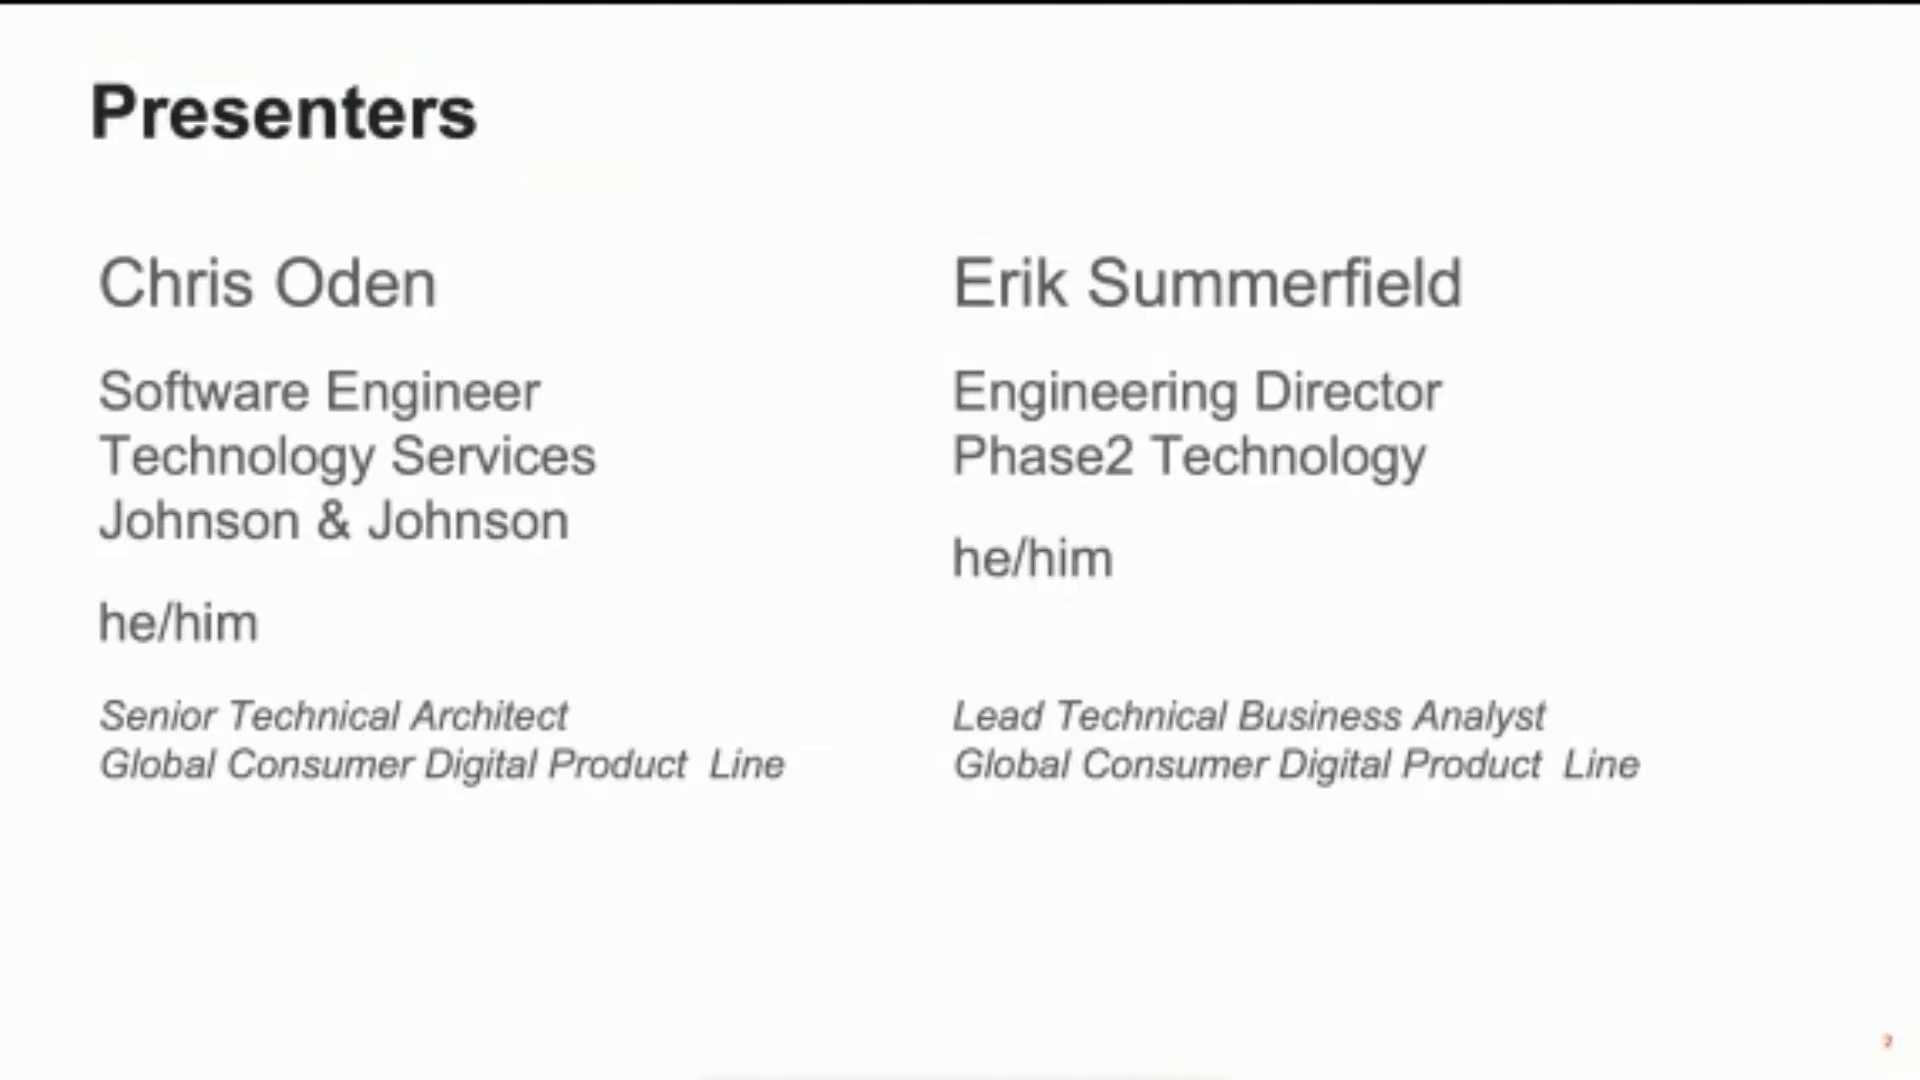 Presenters
Chris Oden
Software Engineer
Technology Services
Johnson & Johnson
he/him
Senior Technical Architect
Global Consumer Digital Product Line
Erik Summerfield
Engineering Director
Phase2 Technology
he/him
Lead Technical Business Analyst
Global Consumer Digital Product Line
2